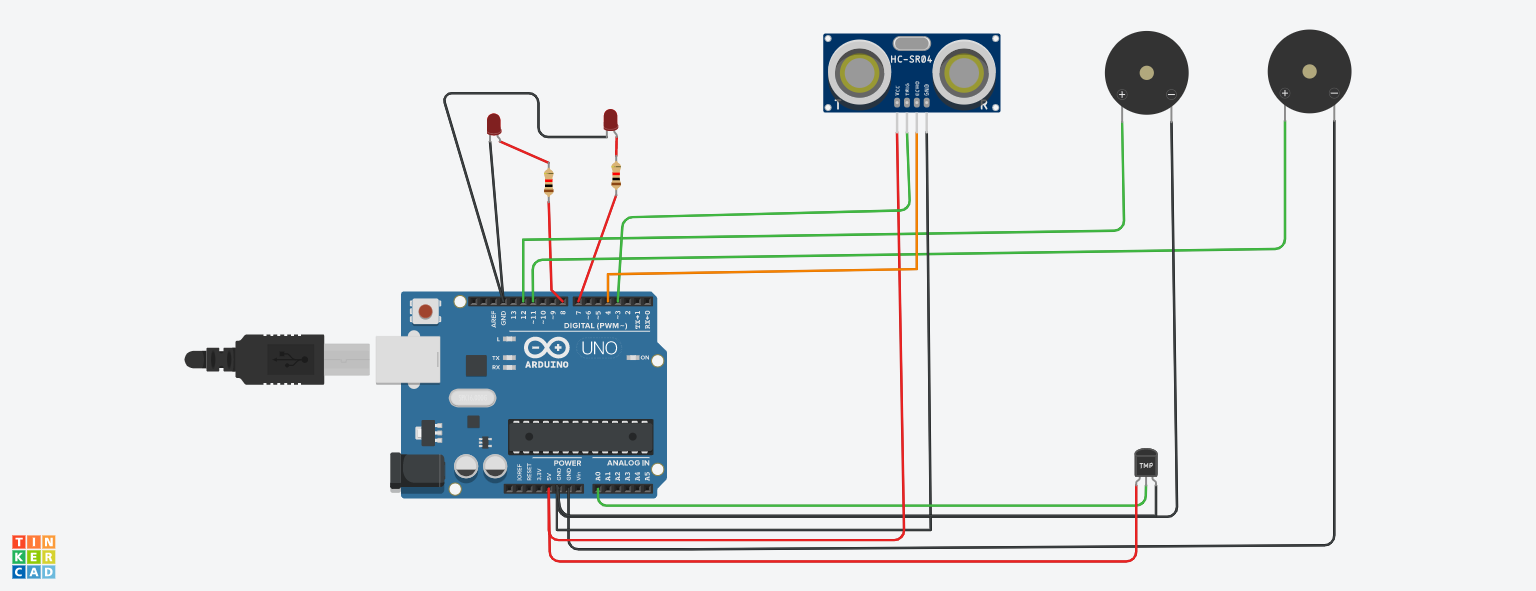 HC-SR04
VCC
TRIG
ECHO
GND
T
R
+
−
+
−
AREF
GND
13
12
~11
~10
~9
8
7
~6
~5
4
~3
2
TX→1
RX←0
DIGITAL (PWM~)
L
TX
RX
ARDUINO
UNO
ON
POWER
ANALOG IN
IOREF
RESET
3.3V
5V
GND
GND
Vin
A0
A1
A2
A3
A4
A5
TMP
TIN
KER
CAD